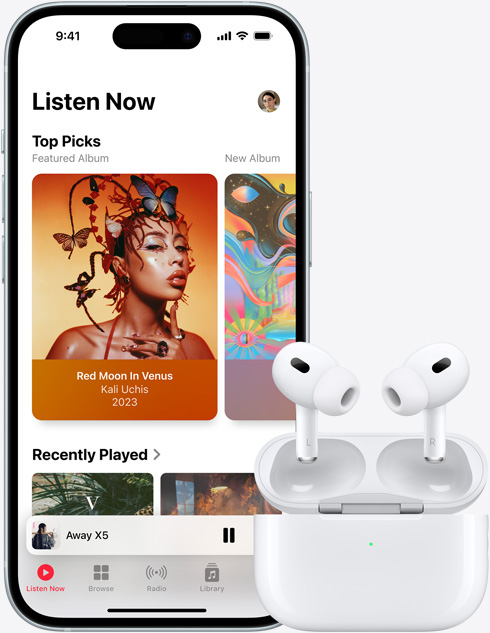 9:41
Listen Now
Top Picks
Featured Album
New Album
Red Moon In Venus
Kali Uchis
2023
Recently Played
V
Away X5
Listen Now
Browse
Radio
Library
L
R